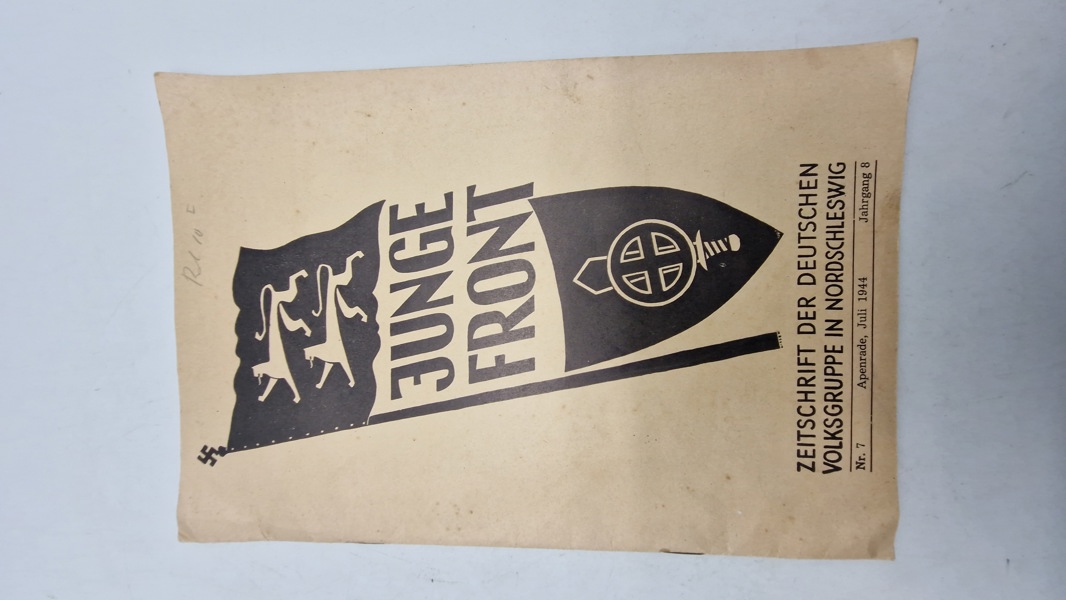 JUNGE
FRONT
ZEITSCHRIFT DER DEUTSCHEN
VOLKSGRUPPE IN NORDSCHLESWIG
Nr. 7 Apenrade, Juli 1944 Jahrgang 8